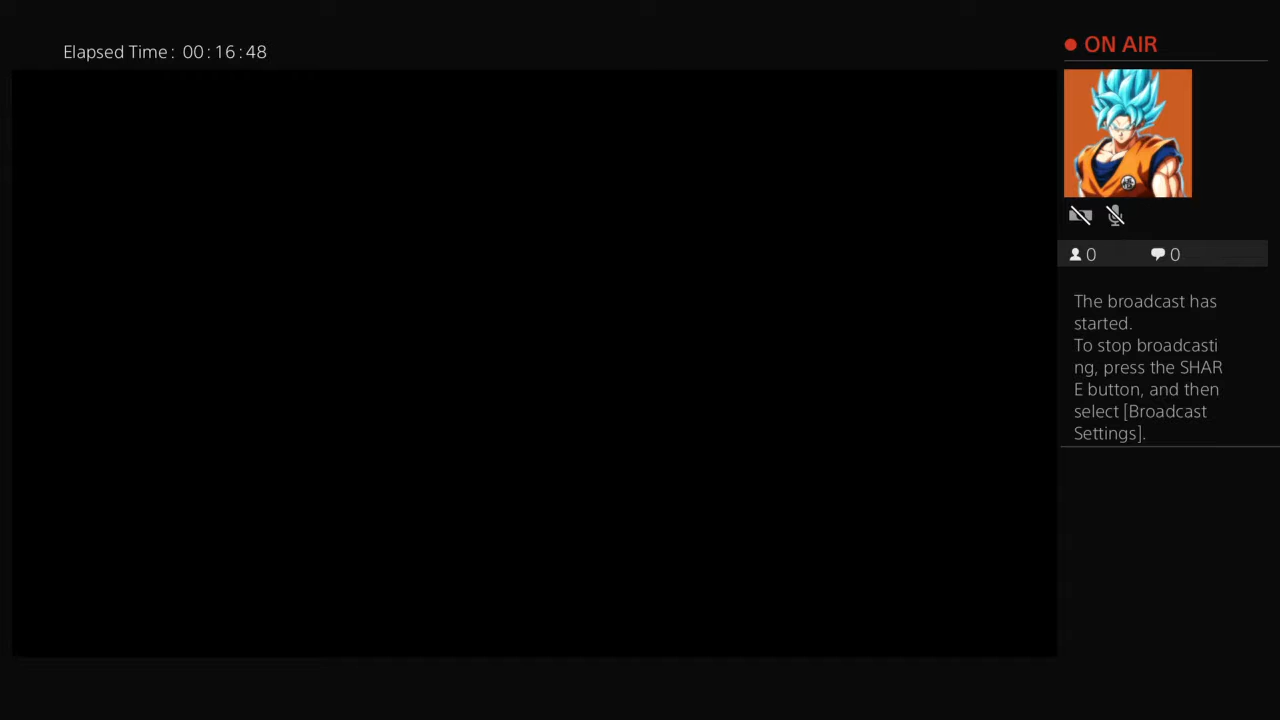 Elapsed Time: 00:16:48
ON AIR
0 0
The broadcast has
started.
To stop broadcasti
ng, press the SHAR
E button, and then
select [Broadcast
Settings].